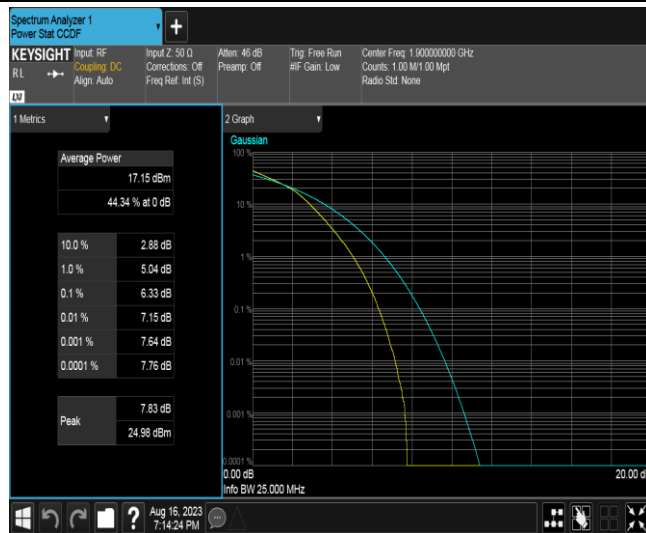 Spectrum Analyzer 1
Power Stat CCDF
+
KEYSIGHT
RL
LXI
Input: RF
Coupling: DC
Align: Auto
Input Z: 50 Ω
Corrections: Off
Freq Ref: Int (S)
Atten: 46 dB
Preamp: Off
Trig: Free Run
#IF Gain: Low
Center Freq: 1.900000000 GHz
Counts: 1.00 M/1.00 Mpt
Radio Std: None
1 Metrics
Average Power
17.15 dBm
44.34 % at 0 dB
10.0 % 2.88 dB
1.0 % 5.04 dB
0.1 % 6.33 dB
0.01 % 7.15 dB
0.001 % 7.64 dB
0.0001 % 7.76 dB
Peak
7.83 dB
24.98 dBm
2 Graph
Gaussian
100 %
10 %
1 %
0.1 %
0.01 %
0.001 %
0.0001 %
0.00 dB
20.00 d
Info BW 25.000 MHz
?
Aug 16, 2023
7:14:24 PM